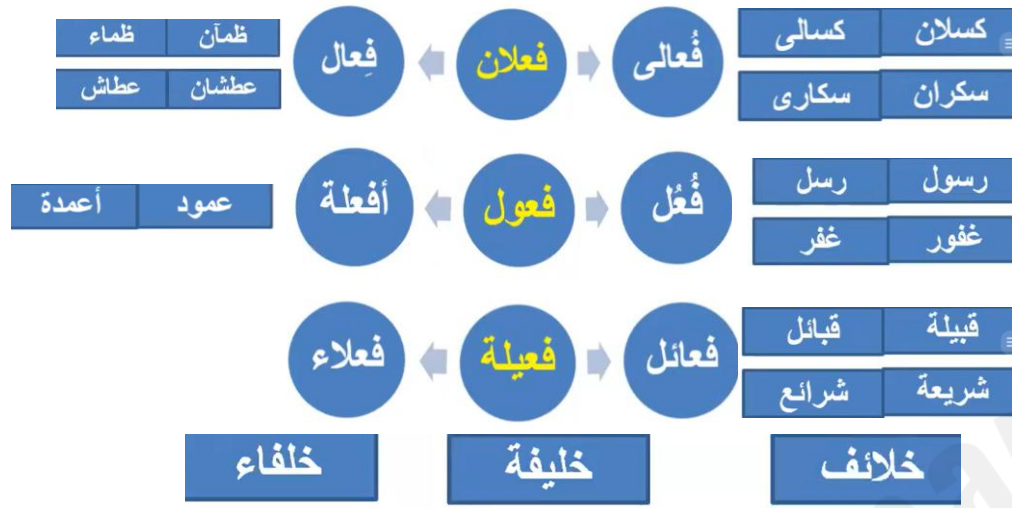 كسلان كسالى فُعالى فعلان فِعال ظمآن ظماء
سكران سكارى عطشان عطاش
رسول رسل فُعُل فعول أفعلة عمود أعمدة
غفور غفر
قبيلة قبائل فعائل فعيلة فعلاء
شريعة شرائع
خلائف خليفة خلفاء